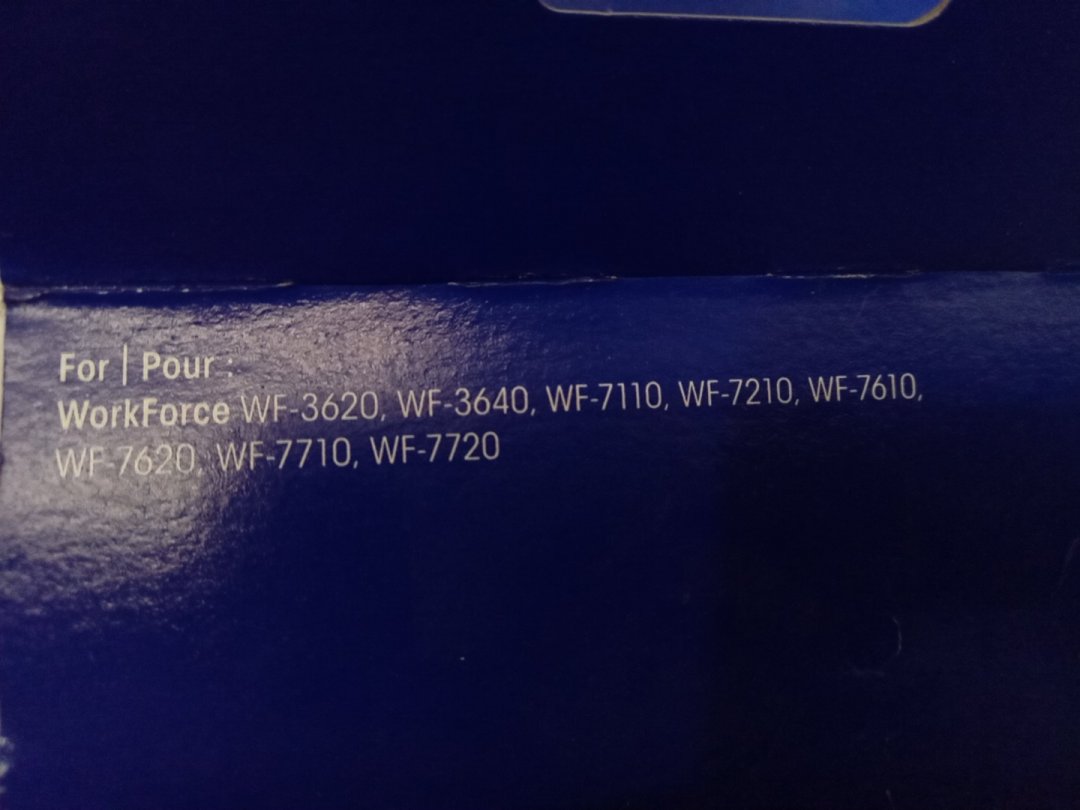 For | Pour :
WorkForce WF-3620, WF-3640, WF-7110, WF-7210, WF-7610,
WF-7620, WF-7710, WF-7720